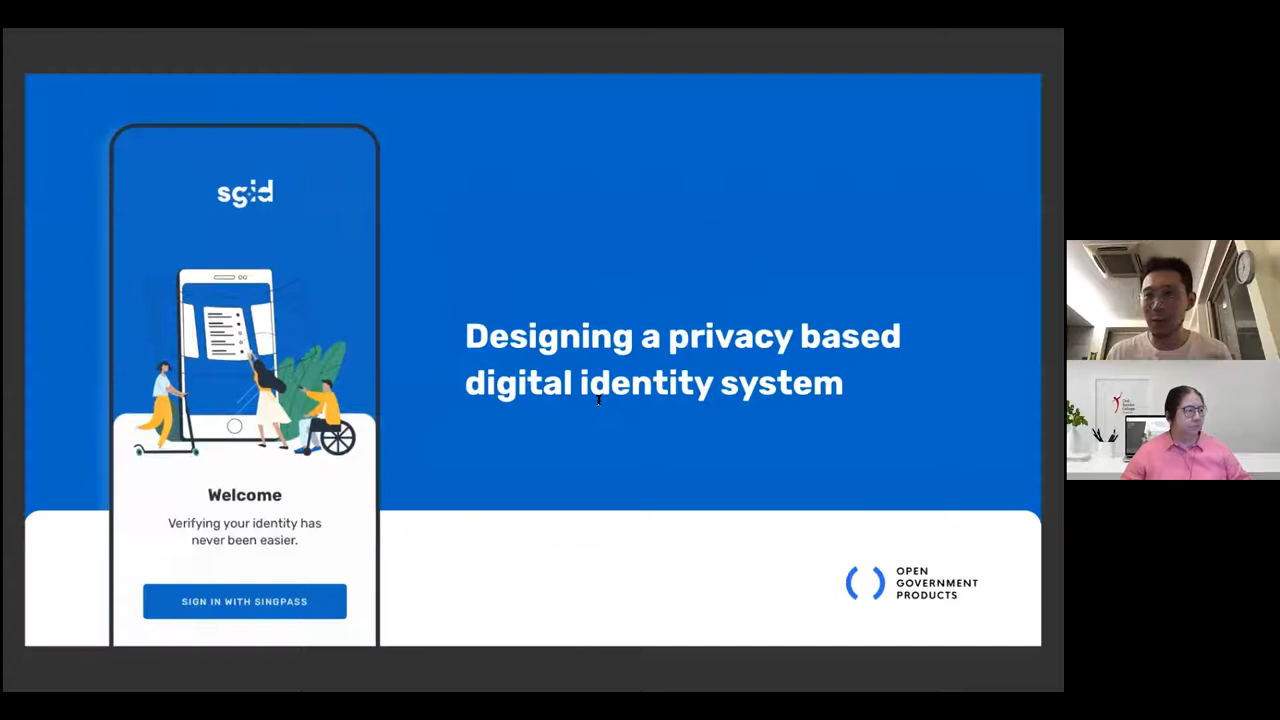 sgid
Designing a privacy based
digital identity system
Welcome
Verifying your identity has
never been easier.
SIGN IN WITH SINGPASS
OPEN
GOVERNMENT
PRODUCTS